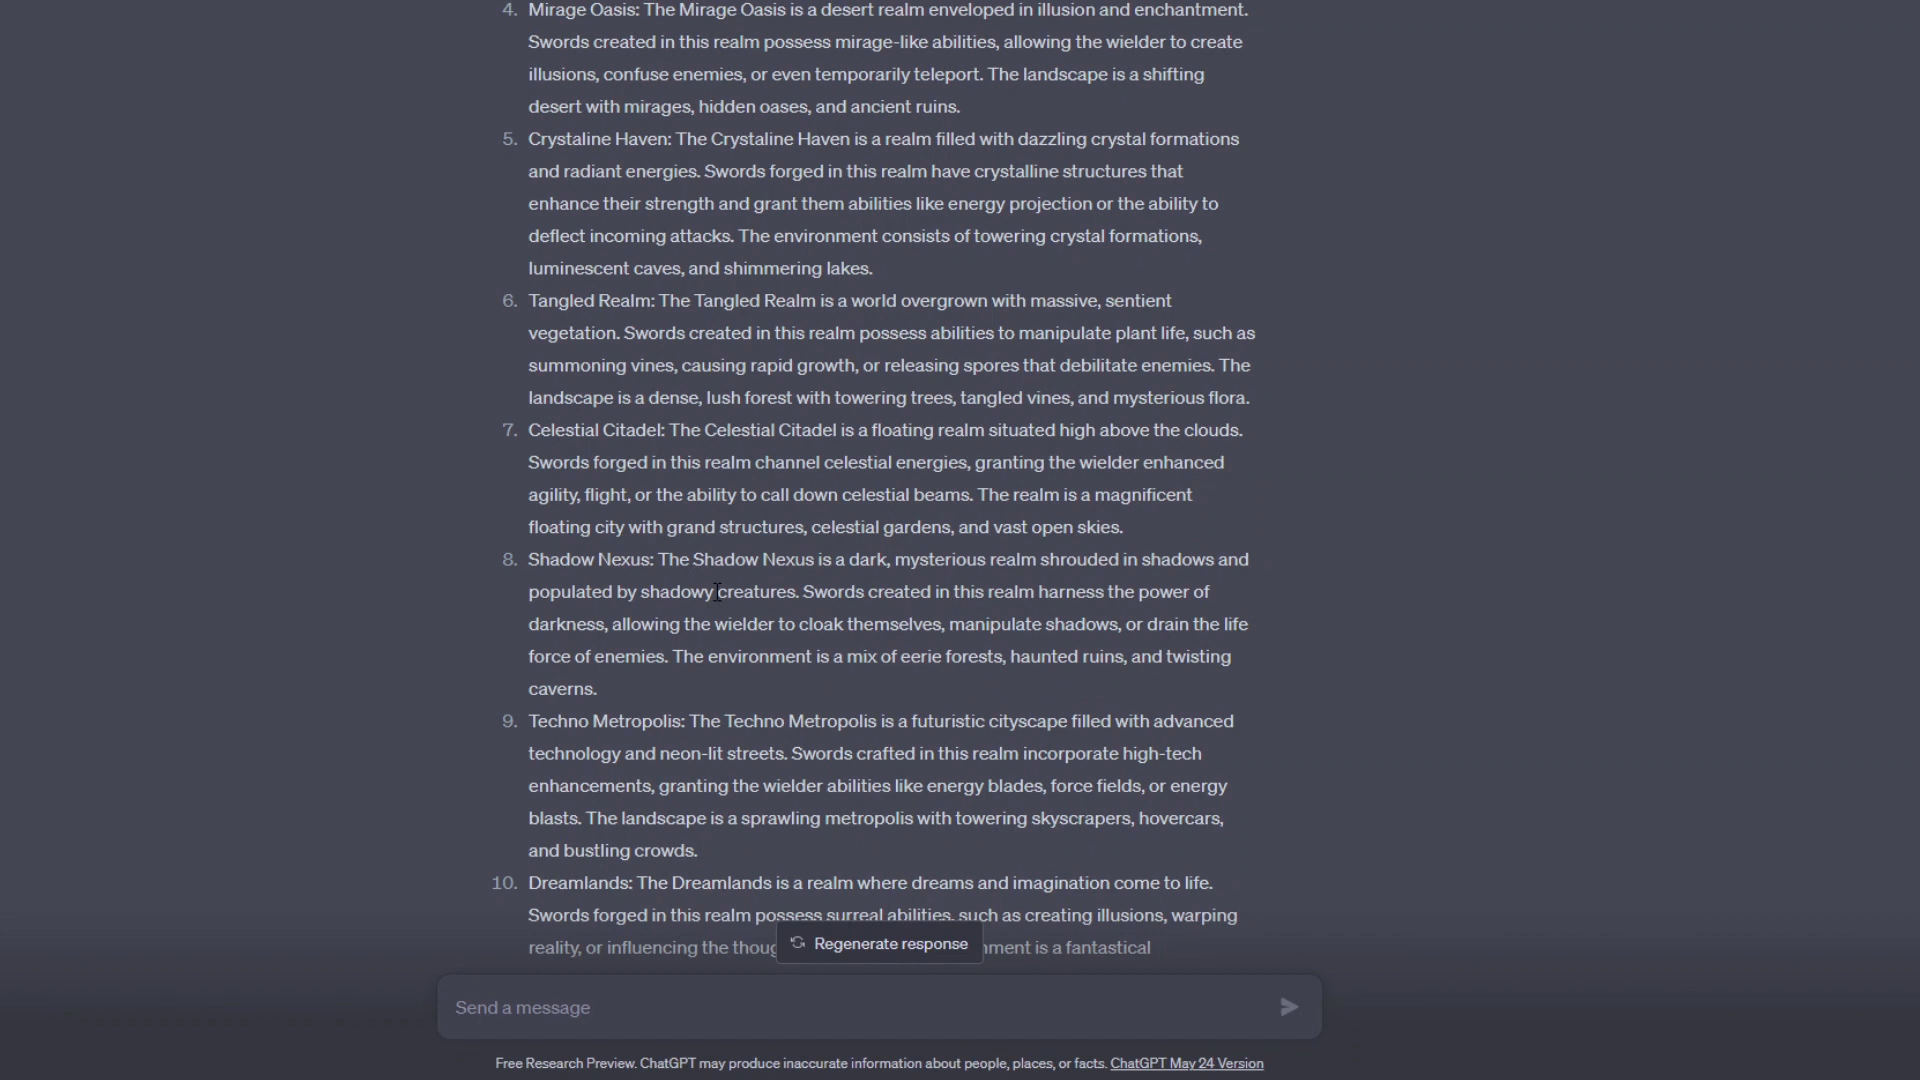 4. Mirage Oasis: The Mirage Oasis is a desert realm enveloped in illusion and enchantment.
Swords created in this realm possess mirage-like abilities, allowing the wielder to create
illusions, confuse enemies, or even temporarily teleport. The landscape is a shifting
desert with mirages, hidden oases, and ancient ruins.
5. Crystaline Haven: The Crystaline Haven is a realm filled with dazzling crystal formations
and radiant energies. Swords forged in this realm have crystalline structures that
enhance their strength and grant them abilities like energy projection or the ability to
deflect incoming attacks. The environment consists of towering crystal formations,
luminescent caves, and shimmering lakes.
6. Tangled Realm: The Tangled Realm is a world overgrown with massive, sentient
vegetation. Swords created in this realm possess abilities to manipulate plant life, such as
summoning vines, causing rapid growth, or releasing spores that debilitate enemies. The
landscape is a dense, lush forest with towering trees, tangled vines, and mysterious flora.
7. Celestial Citadel: The Celestial Citadel is a floating realm situated high above the clouds.
Swords forged in this realm channel celestial energies, granting the wielder enhanced
agility, flight, or the ability to call down celestial beams. The realm is a magnificent
floating city with grand structures, celestial gardens, and vast open skies.
8. Shadow Nexus: The Shadow Nexus is a dark, mysterious realm shrouded in shadows and
populated by shadowy creatures. Swords created in this realm harness the power of
darkness, allowing the wielder to cloak themselves, manipulate shadows, or drain the life
force of enemies. The environment is a mix of eerie forests, haunted ruins, and twisting
caverns.
9. Techno Metropolis: The Techno Metropolis is a futuristic cityscape filled with advanced
technology and neon-lit streets. Swords crafted in this realm incorporate high-tech
enhancements, granting the wielder abilities like energy blades, force fields, or energy
blasts. The landscape is a sprawling metropolis with towering skyscrapers, hovercars,
and bustling crowds.
10. Dreamlands: The Dreamlands is a realm where dreams and imagination come to life.
Swords forged in this realm possess surreal abilities, such as creating illusions, warping
reality, or influencing the is a fantastical
Regenerate response
Send a message
Free Research Preview. ChatGPT may produce inaccurate information about people, places, or facts. ChatGPT May 24 Version